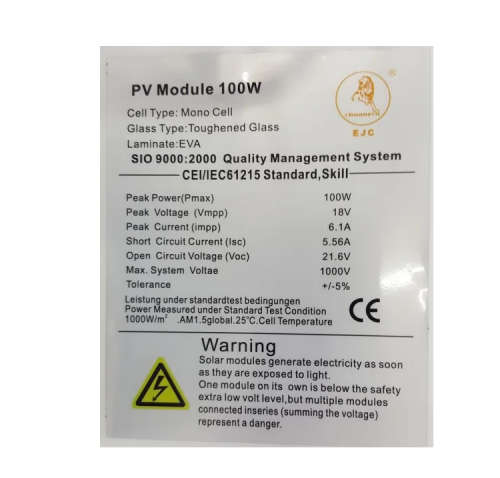 PV Module 100W
®
EJC
Cell Type: Mono Cell
Glass Type:Toughened Glass
Laminate:EVA
SIO 9000:2000 Quality Management System
CEI/IEC61215 Standard,Skill
Peak Power(Pmax) 100W
Peak Voltage (Vmpp) 18V
Peak Current (impp) 6.1A
Short Circuit Current (Isc) 5.56A
Open Circuit Voltage (Voc) 21.6V
Max. System Voltae 1000V
Tolerance +/-5%
Leistung under standardtest bedingungen
Power Measured under Standard Test Condition
1000W/m² .AM1.5global.25°C.Cell Temperature
CE
Warning
Solar modules generate electricity as soon
as they are exposed to light.
One module on its own is below the safety
extra low volt level,but multiple modules
connected inseries (summing the voltage)
represent a danger.